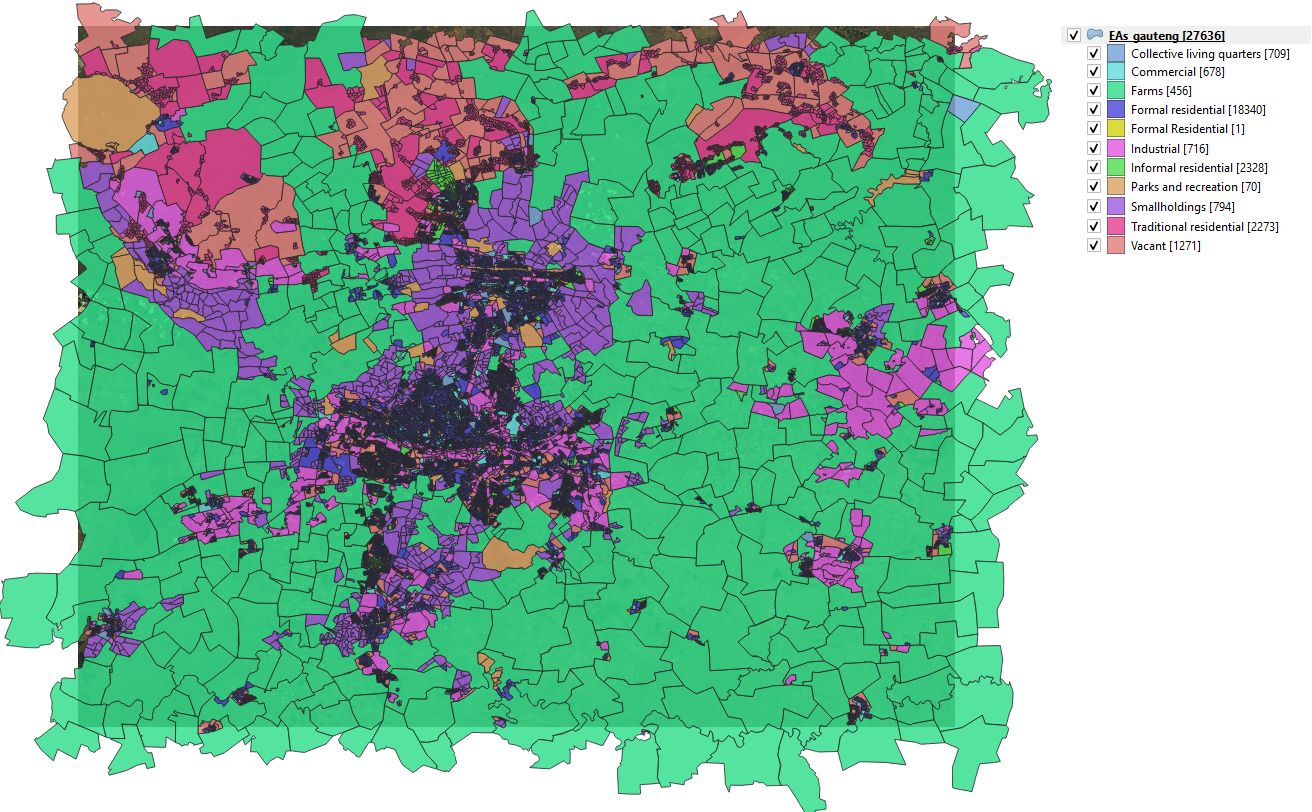 EAs_gauteng [27636]
Collective living quarters [709]
Commercial [678]
Farms [456]
Formal residential [18340]
Formal Residential [1]
Industrial [716]
Informal residential [2328]
Parks and recreation [70]
Smallholdings [794]
Traditional residential [2273]
Vacant [1271]